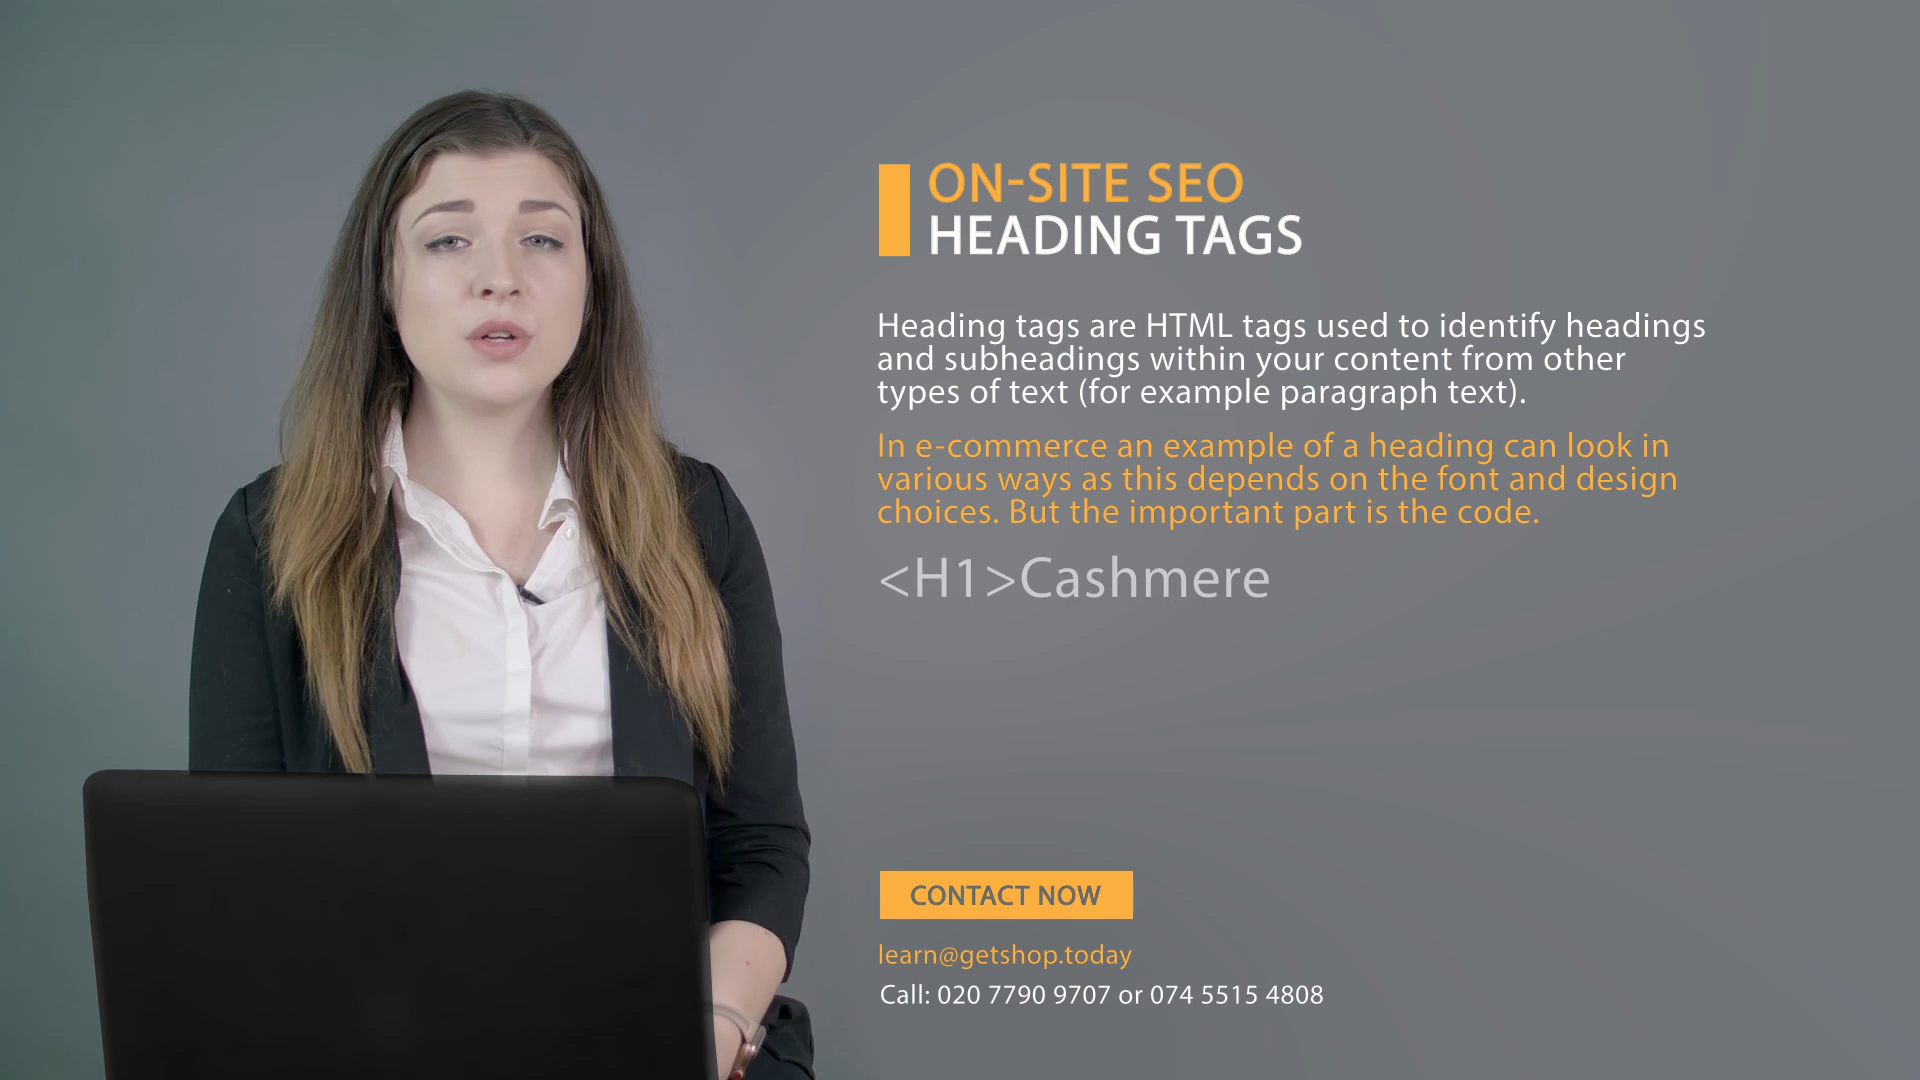 ON-SITE SEO
HEADING TAGS
Heading tags are HTML tags used to identify headings
and subheadings within your content from other
types of text (for example paragraph text).
In e-commerce an example of a heading can look in
various ways as this depends on the font and design
choices. But the important part is the code.
<H1>Cashmere
CONTACT NOW
learn@getshop.today
Call: 020 7790 9707 or 074 5515 4808